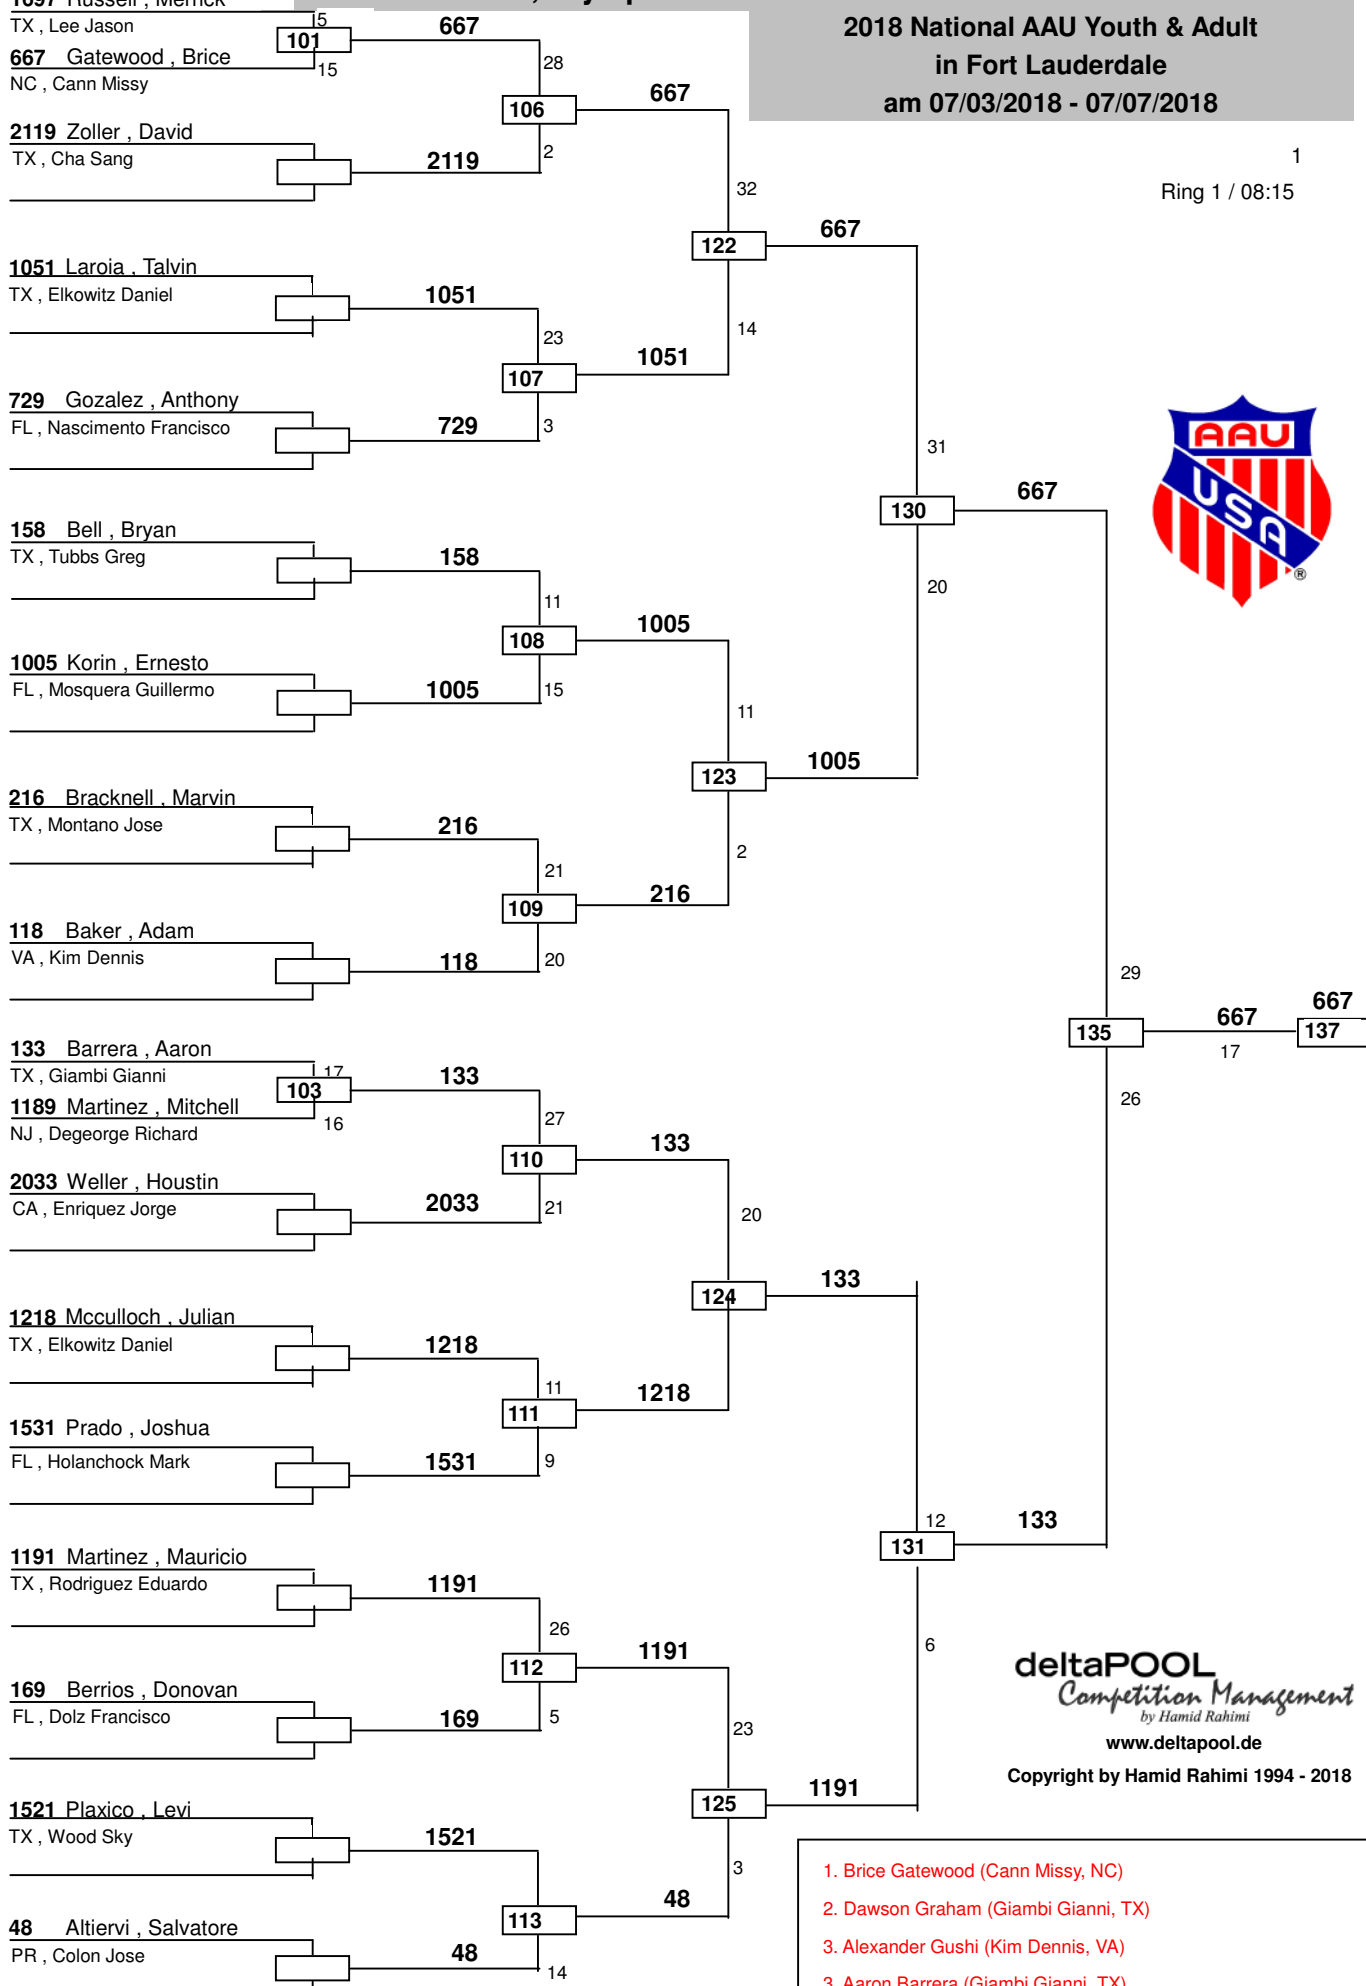 2018 National AAU Youth & Adult
in Fort Lauderdale
am 07/03/2018 - 07/07/2018
1
Ring 1 / 08:15
1697 Russell , Merrick
TX , Lee Jason
5
101
667
667 Gatewood , Brice
15
NC , Cann Missy
28
106
667
2119 Zoller , David
TX , Cha Sang
2119
2
32
122
667
1051 Laroia , Talvin
TX , Elkowitz Daniel
1051
23
14
107
1051
729 Gozalez , Anthony
FL , Nascimento Francisco
729
3
AAU
USA
®
31
130
667
158 Bell , Bryan
TX , Tubbs Greg
158
11
20
108
1005
1005 Korin , Ernesto
FL , Mosquera Guillermo
1005
15
11
123
1005
216 Bracknell , Marvin
TX , Montano Jose
216
21
2
109
216
118 Baker , Adam
VA , Kim Dennis
118
20
29
135
667
17
667
137
26
133 Barrera , Aaron
TX , Giambi Gianni
17
103
133
1189 Martinez , Mitchell
16
NJ , Degeorge Richard
27
110
133
2033 Weller , Houstin
CA , Enriquez Jorge
2033
21
20
124
133
1218 Mcculloch , Julian
TX , Elkowitz Daniel
1218
11
111
1218
1531 Prado , Joshua
FL , Holanchock Mark
1531
9
12
131
133
1191 Martinez , Mauricio
TX , Rodriguez Eduardo
1191
26
6
112
1191
169 Berrios , Donovan
FL , Dolz Francisco
169
5
23
125
1191
1521 Plaxico , Levi
TX , Wood Sky
1521
3
113
48
48 Altiervi , Salvatore
PR , Colon Jose
48
14
deltaPOOL
Competition Management
by Hamid Rahimi
www.deltapool.de
Copyright by Hamid Rahimi 1994 - 2018
1. Brice Gatewood (Cann Missy, NC)
2. Dawson Graham (Giambi Gianni, TX)
3. Alexander Gushi (Kim Dennis, VA)
3. Aaron Barrera (Giambi Gianni, TX)